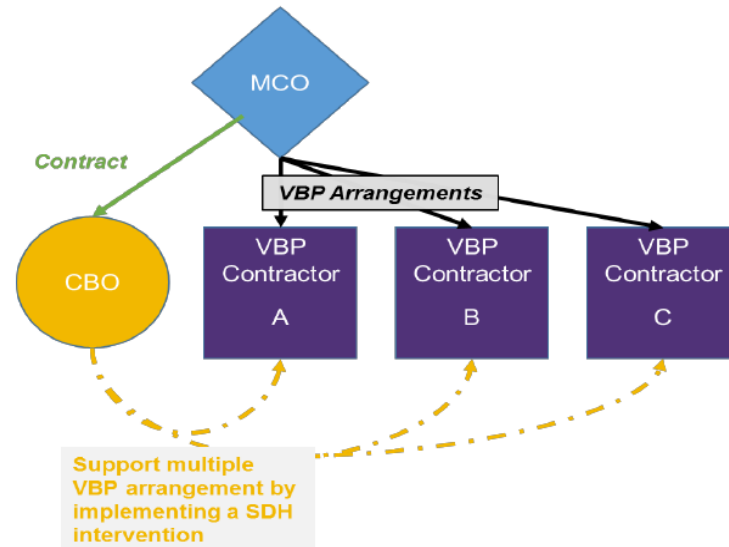 MCO
Contract
VBP Arrangements
CBO
VBP
Contractor
A
VBP
Contractor
B
VBP
Contractor
C
Support multiple
VBP arrangement by
implementing a SDH
intervention